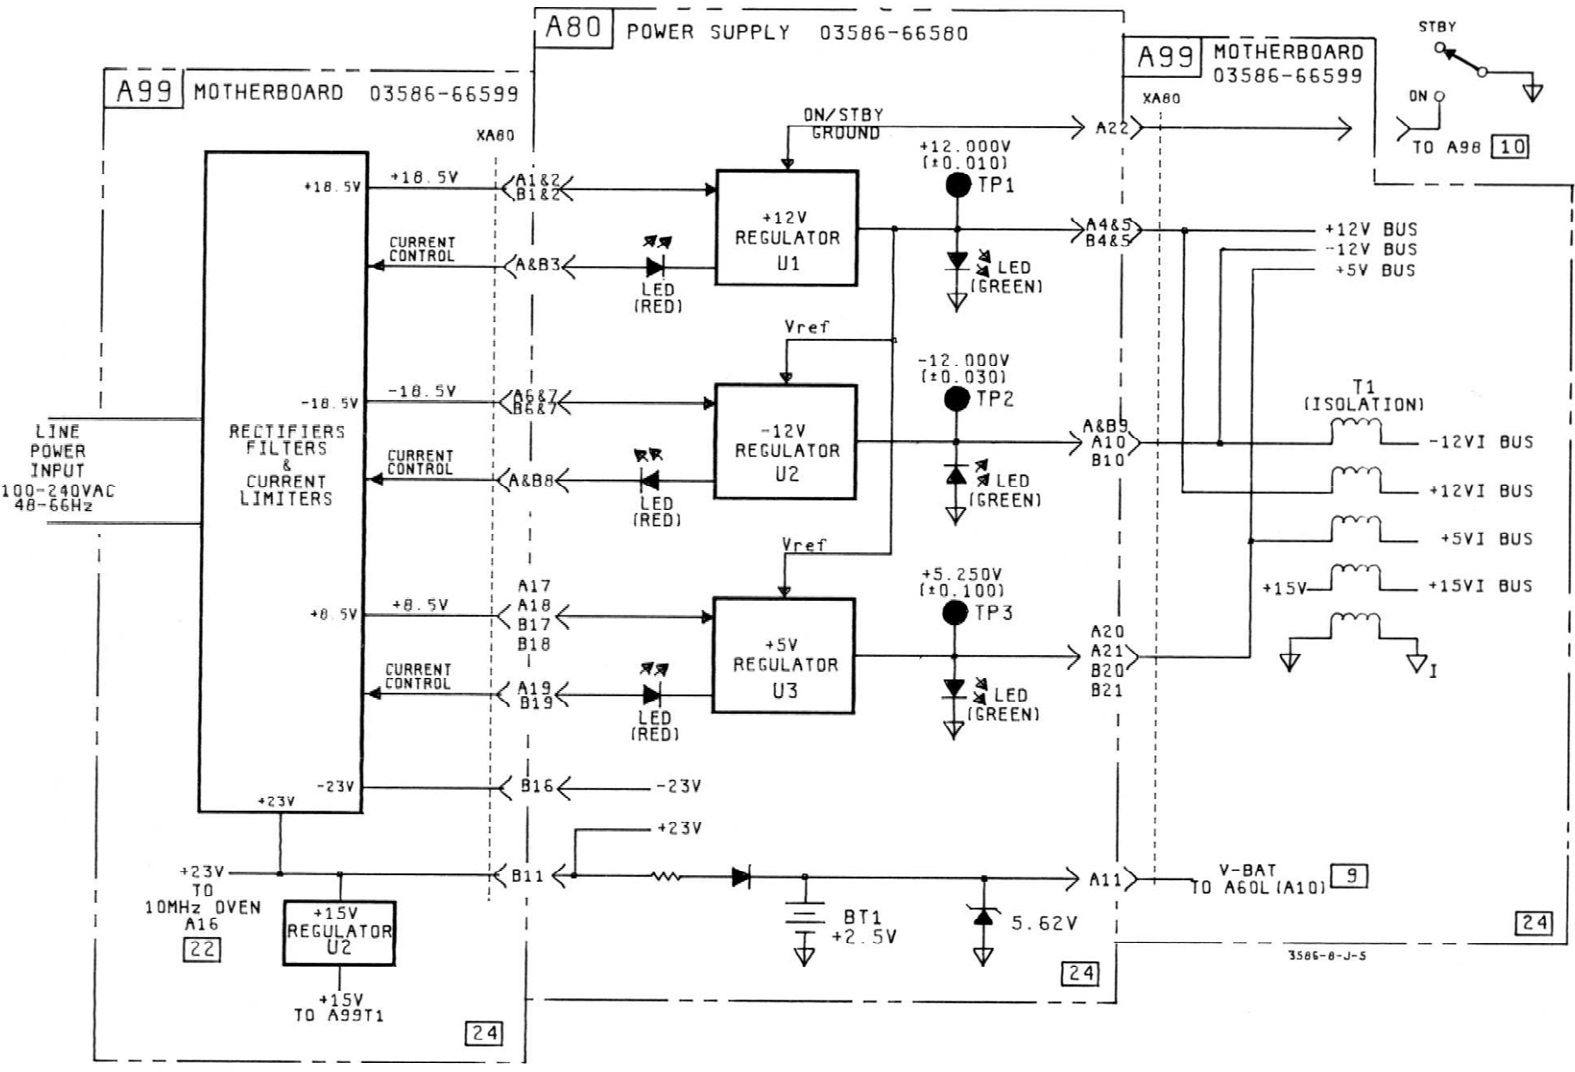 A80 POWER SUPPLY 03586-66580
A99 MOTHERBOARD 03586-66599
A99 MOTHERBOARD
03586-66599
STBY
ON
TO A98 10
XA80
XA80
ON/STBY
GROUND
A22
+18.5V
+18.5V
A1&2
B1&2
CURRENT
CONTROL
A&B3
LED
(RED)
+12V
REGULATOR
U1
+12.000V
(±0.010)
TP1
LED
(GREEN)
A4&5
B4&5
+12V BUS
-12V BUS
+5V BUS
Vref
LINE
POWER
INPUT
100-240VAC
48-66Hz
RECTIFIERS
FILTERS
&
CURRENT
LIMITERS
-18.5V
-18.5V
A6&7
B6&7
CURRENT
CONTROL
A&B8
LED
(RED)
-12V
REGULATOR
U2
-12.000V
(±0.030)
TP2
LED
(GREEN)
A&B9
A10
B10
T1
(ISOLATION)
-12VI BUS
+12VI BUS
+5VI BUS
+15V
+15VI BUS
I
Vref
+8.5V
+8.5V
A17
A18
B17
B18
CURRENT
CONTROL
A19
B19
LED
(RED)
+5V
REGULATOR
U3
+5.250V
(±0.100)
TP3
LED
(GREEN)
A20
A21
B20
B21
-23V
B16
-23V
+23V
+23V
+23V
TO
10MHz OVEN
A16
22
B11
+15V
REGULATOR
U2
+15V
TO A99T1
24
BT1
+2.5V
5.62V
A11
V-BAT
TO A60L(A10) 9
24
24
3586-8-J-5